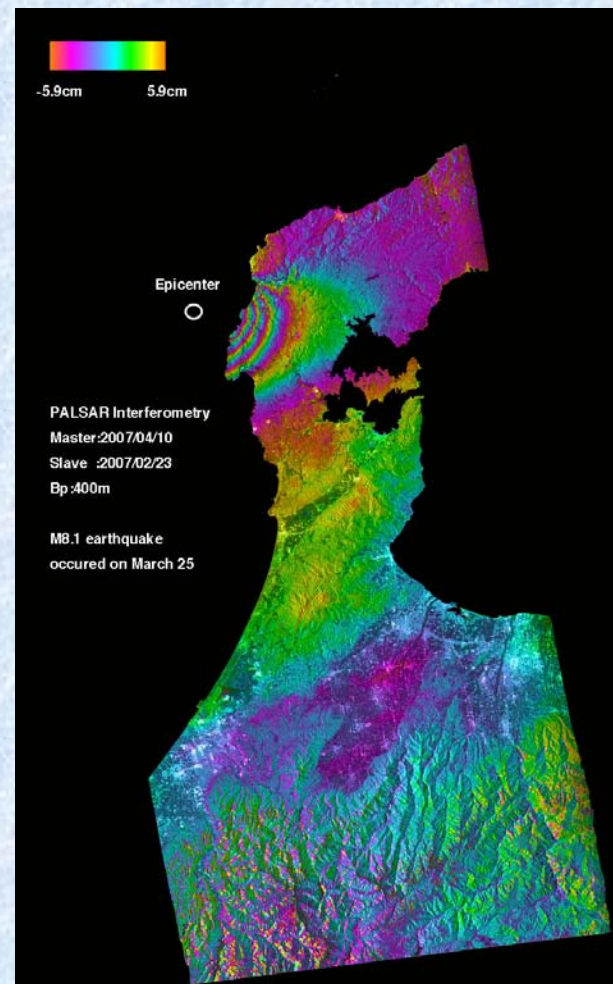 -5.9cm 5.9cm
Epicenter
PALSAR Interferometry
Master:2007/04/10
Slave :2007/02/23
Bp:400m
M8.1 earthquake
occured on March 25